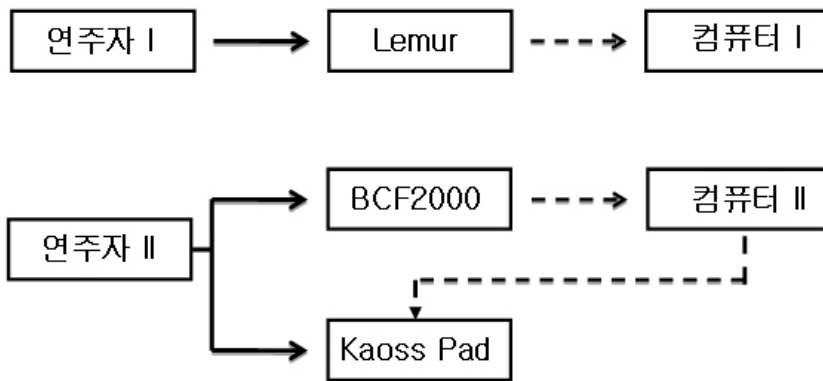 연주자 Ⅰ
Lemur
컴퓨터 Ⅰ
BCF2000
컴퓨터 Ⅱ
연주자 Ⅱ
Kaoss Pad